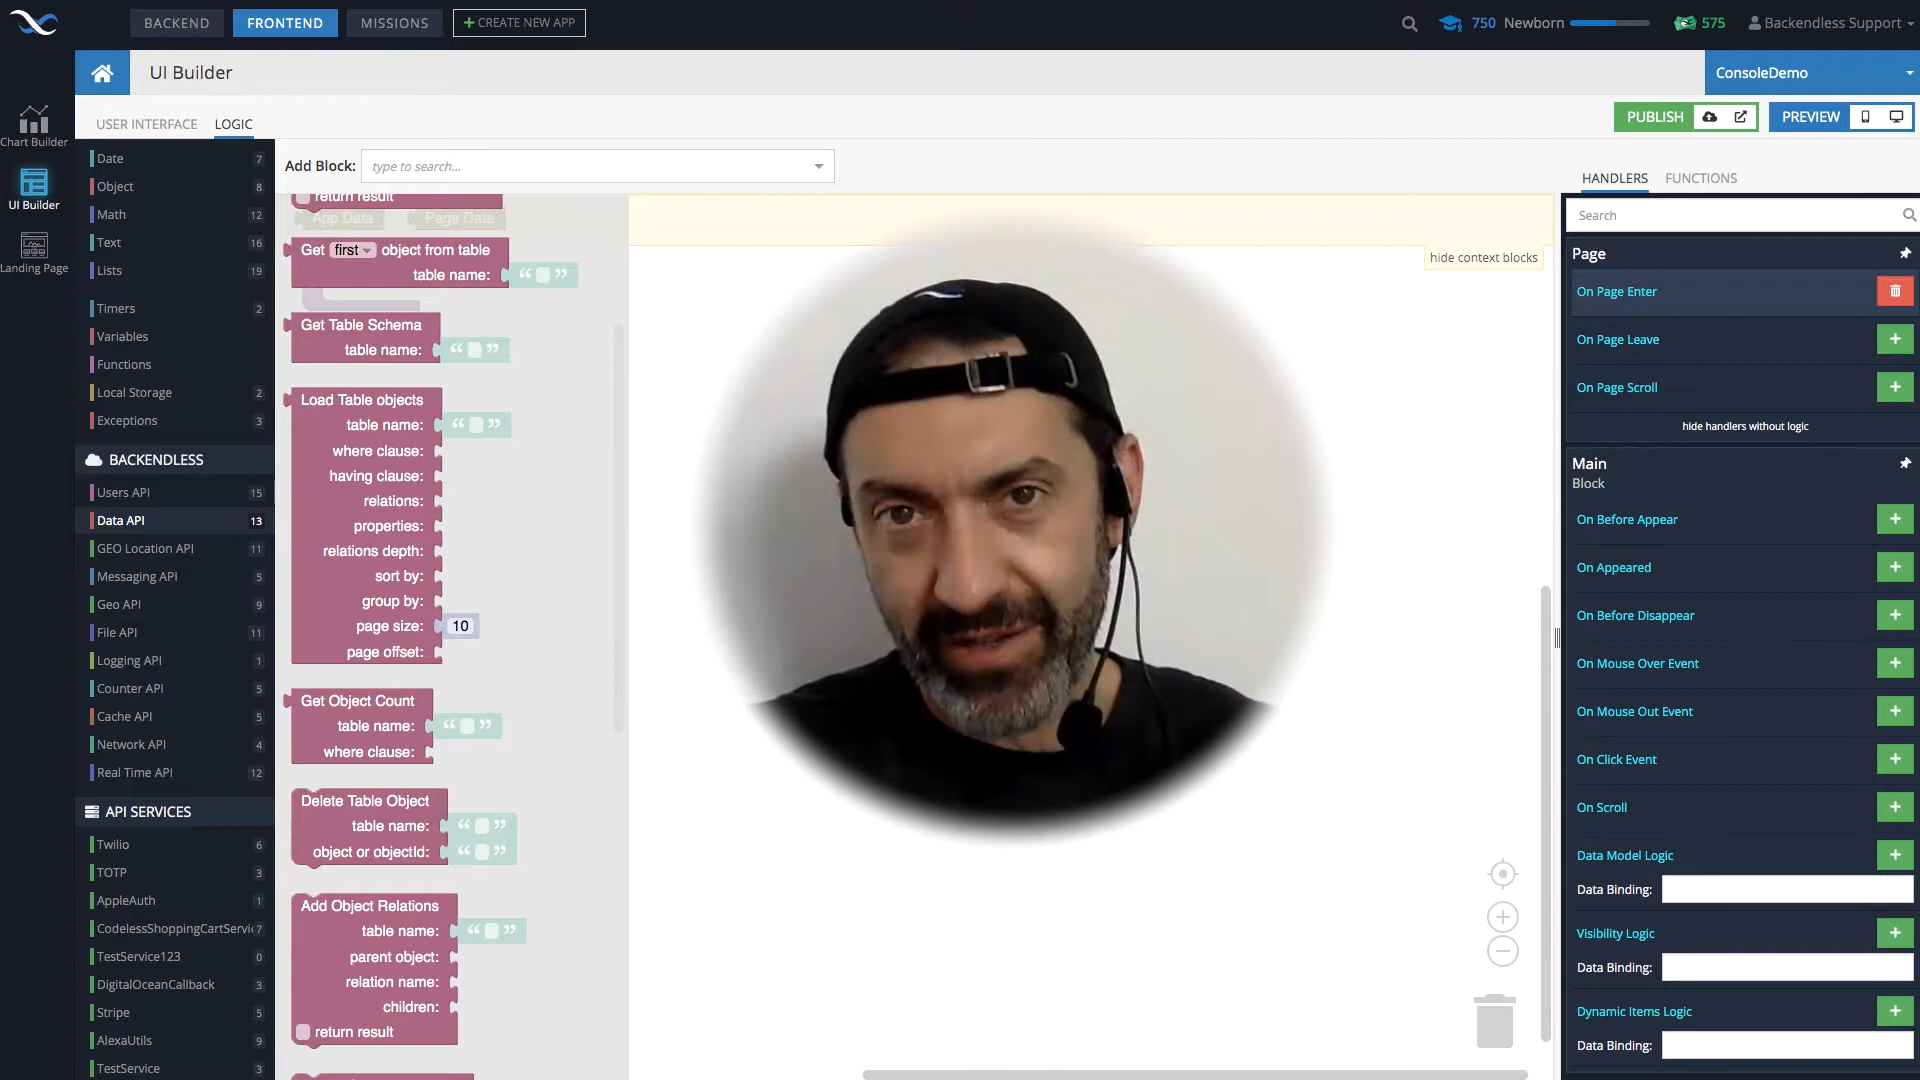 BACKEND
FRONTEND
MISSIONS
+ CREATE NEW APP
750 Newborn
575
Backendless Support
UI Builder
ConsoleDemo
USER INTERFACE
LOGIC
PUBLISH
PREVIEW
Chart Builder
UI Builder
Landing Page
Date 7
Object 8
Math 12
Text 16
Lists 19
Timers 2
Variables
Functions
Local Storage 2
Exceptions 3
BACKENDLESS
Users API 15
Data API 13
GEO Location API 11
Messaging API 5
Geo API 9
File API 11
Logging API 1
Counter API 5
Cache API 5
Network API 4
Real Time API 12
API SERVICES
Twilio 6
TOTP 3
AppleAuth 1
CodelessShoppingCartServic 7
TestService123 0
DigitalOceanCallback 3
Stripe 5
AlexaUtils 9
TestService 3
Add Block: type to search...
return result
App Data
Page Data
Get first object from table
table name: “ ”
Get Table Schema
table name: “ ”
Load Table objects
table name: “ ”
where clause:
having clause:
relations:
properties:
relations depth:
sort by:
group by:
page size: 10
page offset:
Get Object Count
table name: “ ”
where clause:
Delete Table Object
table name: “ ”
object or objectId: “ ”
Add Object Relations
table name: “ ”
parent object:
relation name:
children:
return result
hide context blocks
HANDLERS
FUNCTIONS
Search
Page
On Page Enter
On Page Leave
On Page Scroll
hide handlers without logic
Main
Block
On Before Appear
On Appeared
On Before Disappear
On Mouse Over Event
On Mouse Out Event
On Click Event
On Scroll
Data Model Logic
Data Binding:
Visibility Logic
Data Binding:
Dynamic Items Logic
Data Binding: